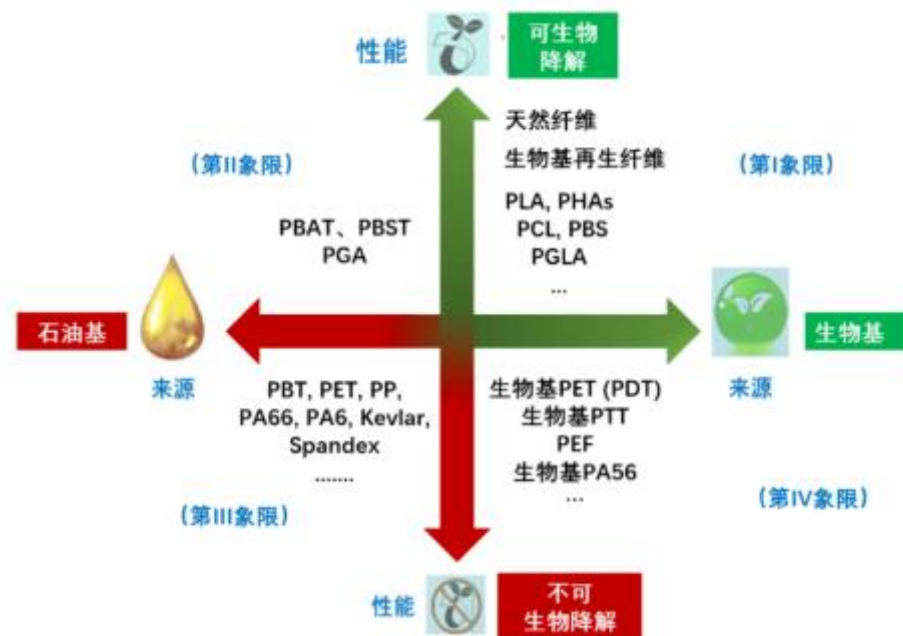 性能
可生物
降解
天然纤维
生物基再生纤维
(第II象限)
(第I象限)
PLA, PHAs
PCL, PBS
PGLA
...
PBAT、PBST
PGA
石油基
生物基
来源
来源
PBT, PET, PP,
PA66, PA6, Kevlar,
Spandex
.......
生物基PET (PDT)
生物基PTT
PEF
生物基PA56
...
(第III象限)
(第IV象限)
性能
不可
生物降解